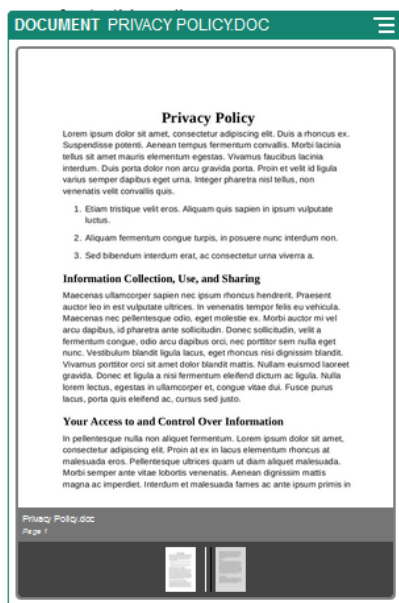 DOCUMENT PRIVACY POLICY.DOC
Privacy Policy
Lorem ipsum dolor sit amet, consectetur adipiscing elit. Duis a rhoncus ex.
Suspendisse potenti. Aenean tempus fermentum convallis. Morbi lacinia
tellus sit amet mauris elementum egestas. Vivamus faucibus lacinia
interdum. Duis porta dolor non arcu gravida porta. Proin et velit id ligula
varius semper dapibus eget urna. Integer pharetra nisl tellus, non
venenatis velit convallis quis.
1. Etiam tristique velit eros. Aliquam quis sapien in ipsum vulputate
luctus.
2. Aliquam fermentum congue turpis, in posuere nunc interdum non.
3. Sed bibendum interdum erat, ac consectetur urna viverra a.
Information Collection, Use, and Sharing
Maecenas ullamcorper sapien nec ipsum rhoncus hendrerit. Praesent
auctor leo in est vulputate ultrices. In venenatis tempor felis eu vehicula.
Maecenas nec pellentesque odio, eget molestie ex. Morbi auctor mi vel
arcu dapibus, id pharetra ante sollicitudin. Donec sollicitudin, velit a
fermentum congue, odio arcu dapibus orci, nec porttitor sem nulla eget
nunc. Vestibulum blandit ligula lacus, eget rhoncus nisi dignissim blandit.
Vivamus porttitor orci sit amet dolor blandit mattis. Nullam euismod laoreet
gravida. Donec et ligula a nisi fermentum eleifend dictum ac ligula. Nulla
lorem lectus, egestas in ullamcorper et, congue vitae dui. Fusce purus
lacus, porta quis eleifend ac, cursus sed justo.
Your Access to and Control Over Information
In pellentesque nulla non aliquet fermentum. Lorem ipsum dolor sit amet,
consectetur adipiscing elit. Proin at ex in lacus elementum rhoncus at
malesuada eros. Pellentesque ultrices quam ut diam aliquet malesuada.
Morbi semper ante vitae lobortis venenatis. Aenean dignissim mattis
magna ac imperdiet. Interdum et malesuada fames ac ante ipsum primis in
Privacy Policy.doc
Page 1